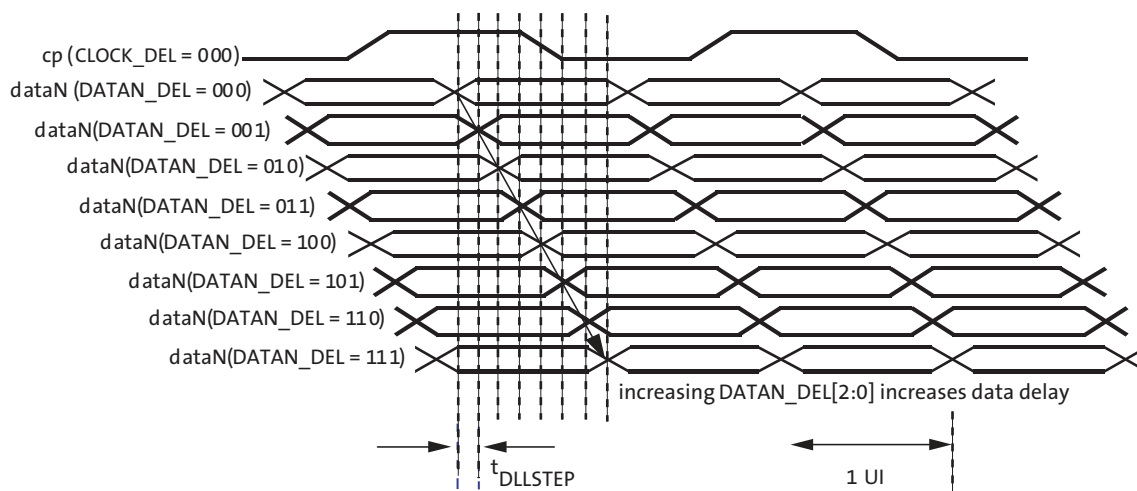 cp (CLOCK_DEL = 000)
dataN (DATAN_DEL = 000)
dataN(DATAN_DEL = 001)
dataN(DATAN_DEL = 010)
dataN(DATAN_DEL = 011)
dataN(DATAN_DEL = 100)
dataN(DATAN_DEL = 101)
dataN(DATAN_DEL = 110)
dataN(DATAN_DEL = 111)
increasing DATAN_DEL[2:0] increases data delay
tDLLSTEP
1 UI